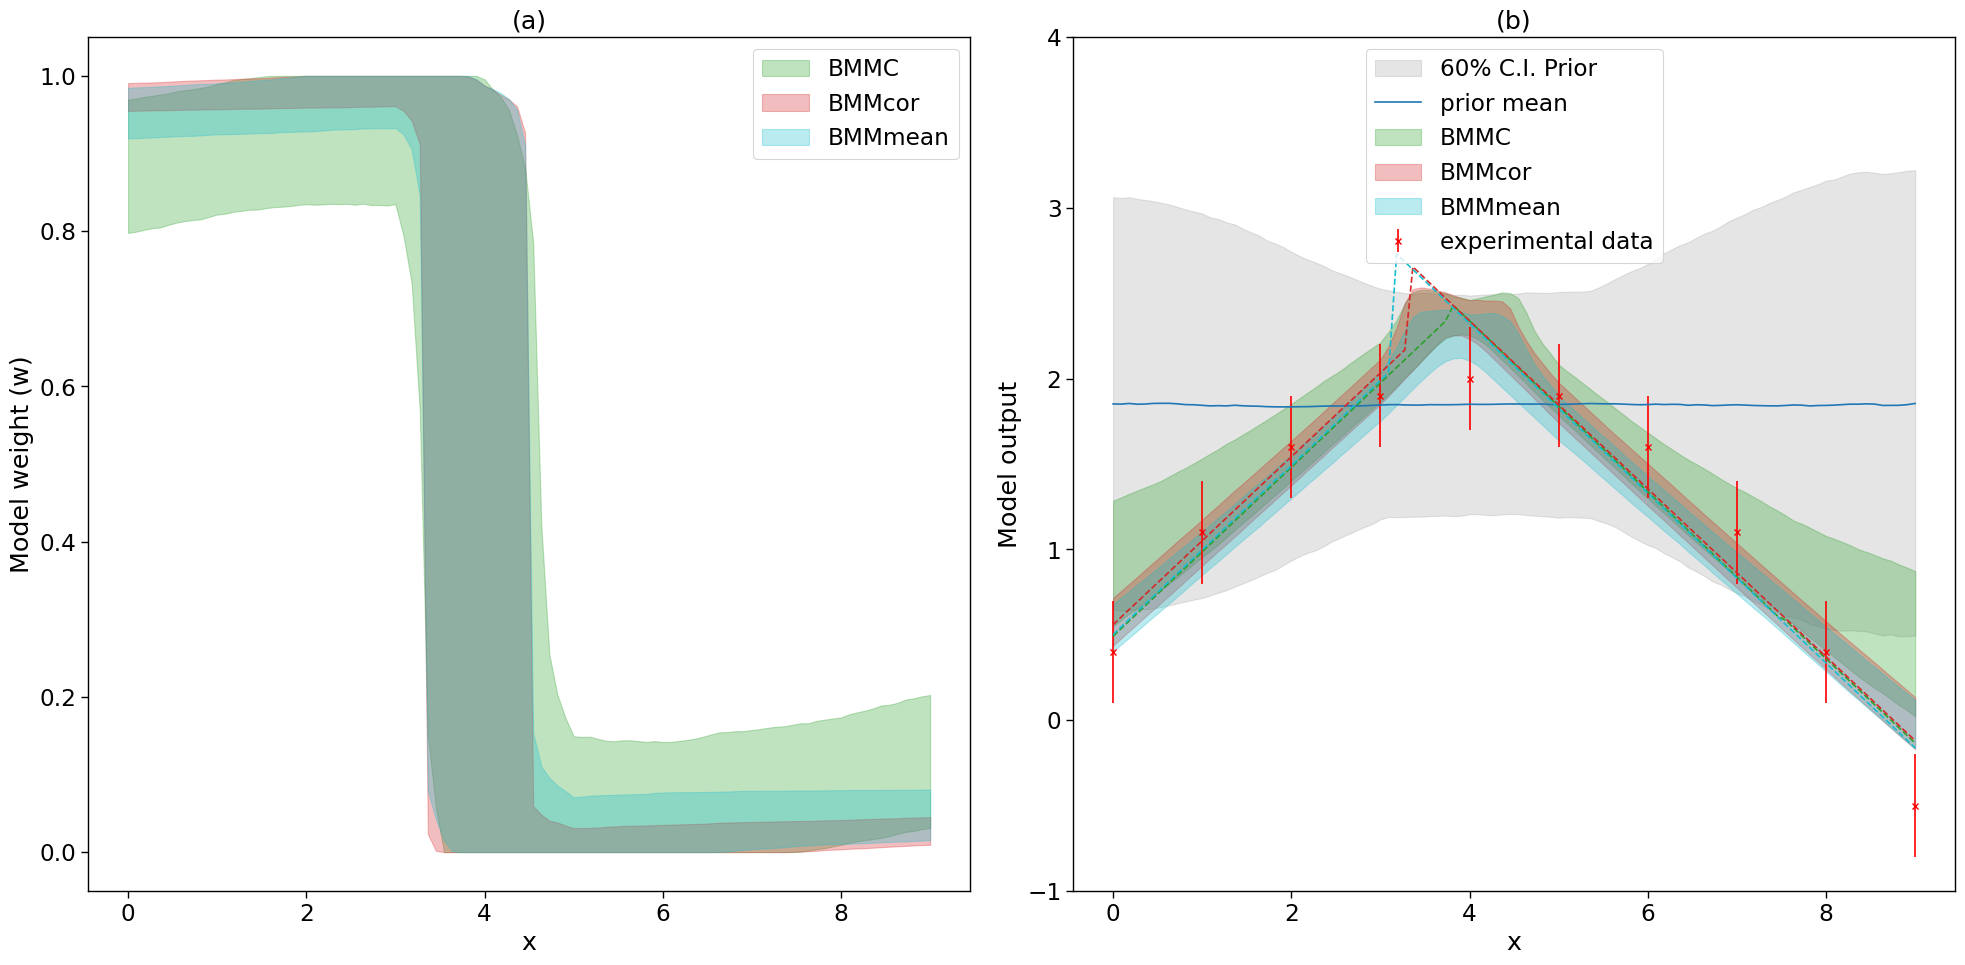 (a)
BMMC
BMMcor
BMMmean
1.0
0.8
0.6
0.4
0.2
0.0
Model weight (w)
0 2 4 6 8
x
(b)
60% C.I. Prior
prior mean
BMMC
BMMcor
BMMmean
experimental data
4
3
2
1
0
−1
Model output
0 2 4 6 8
x